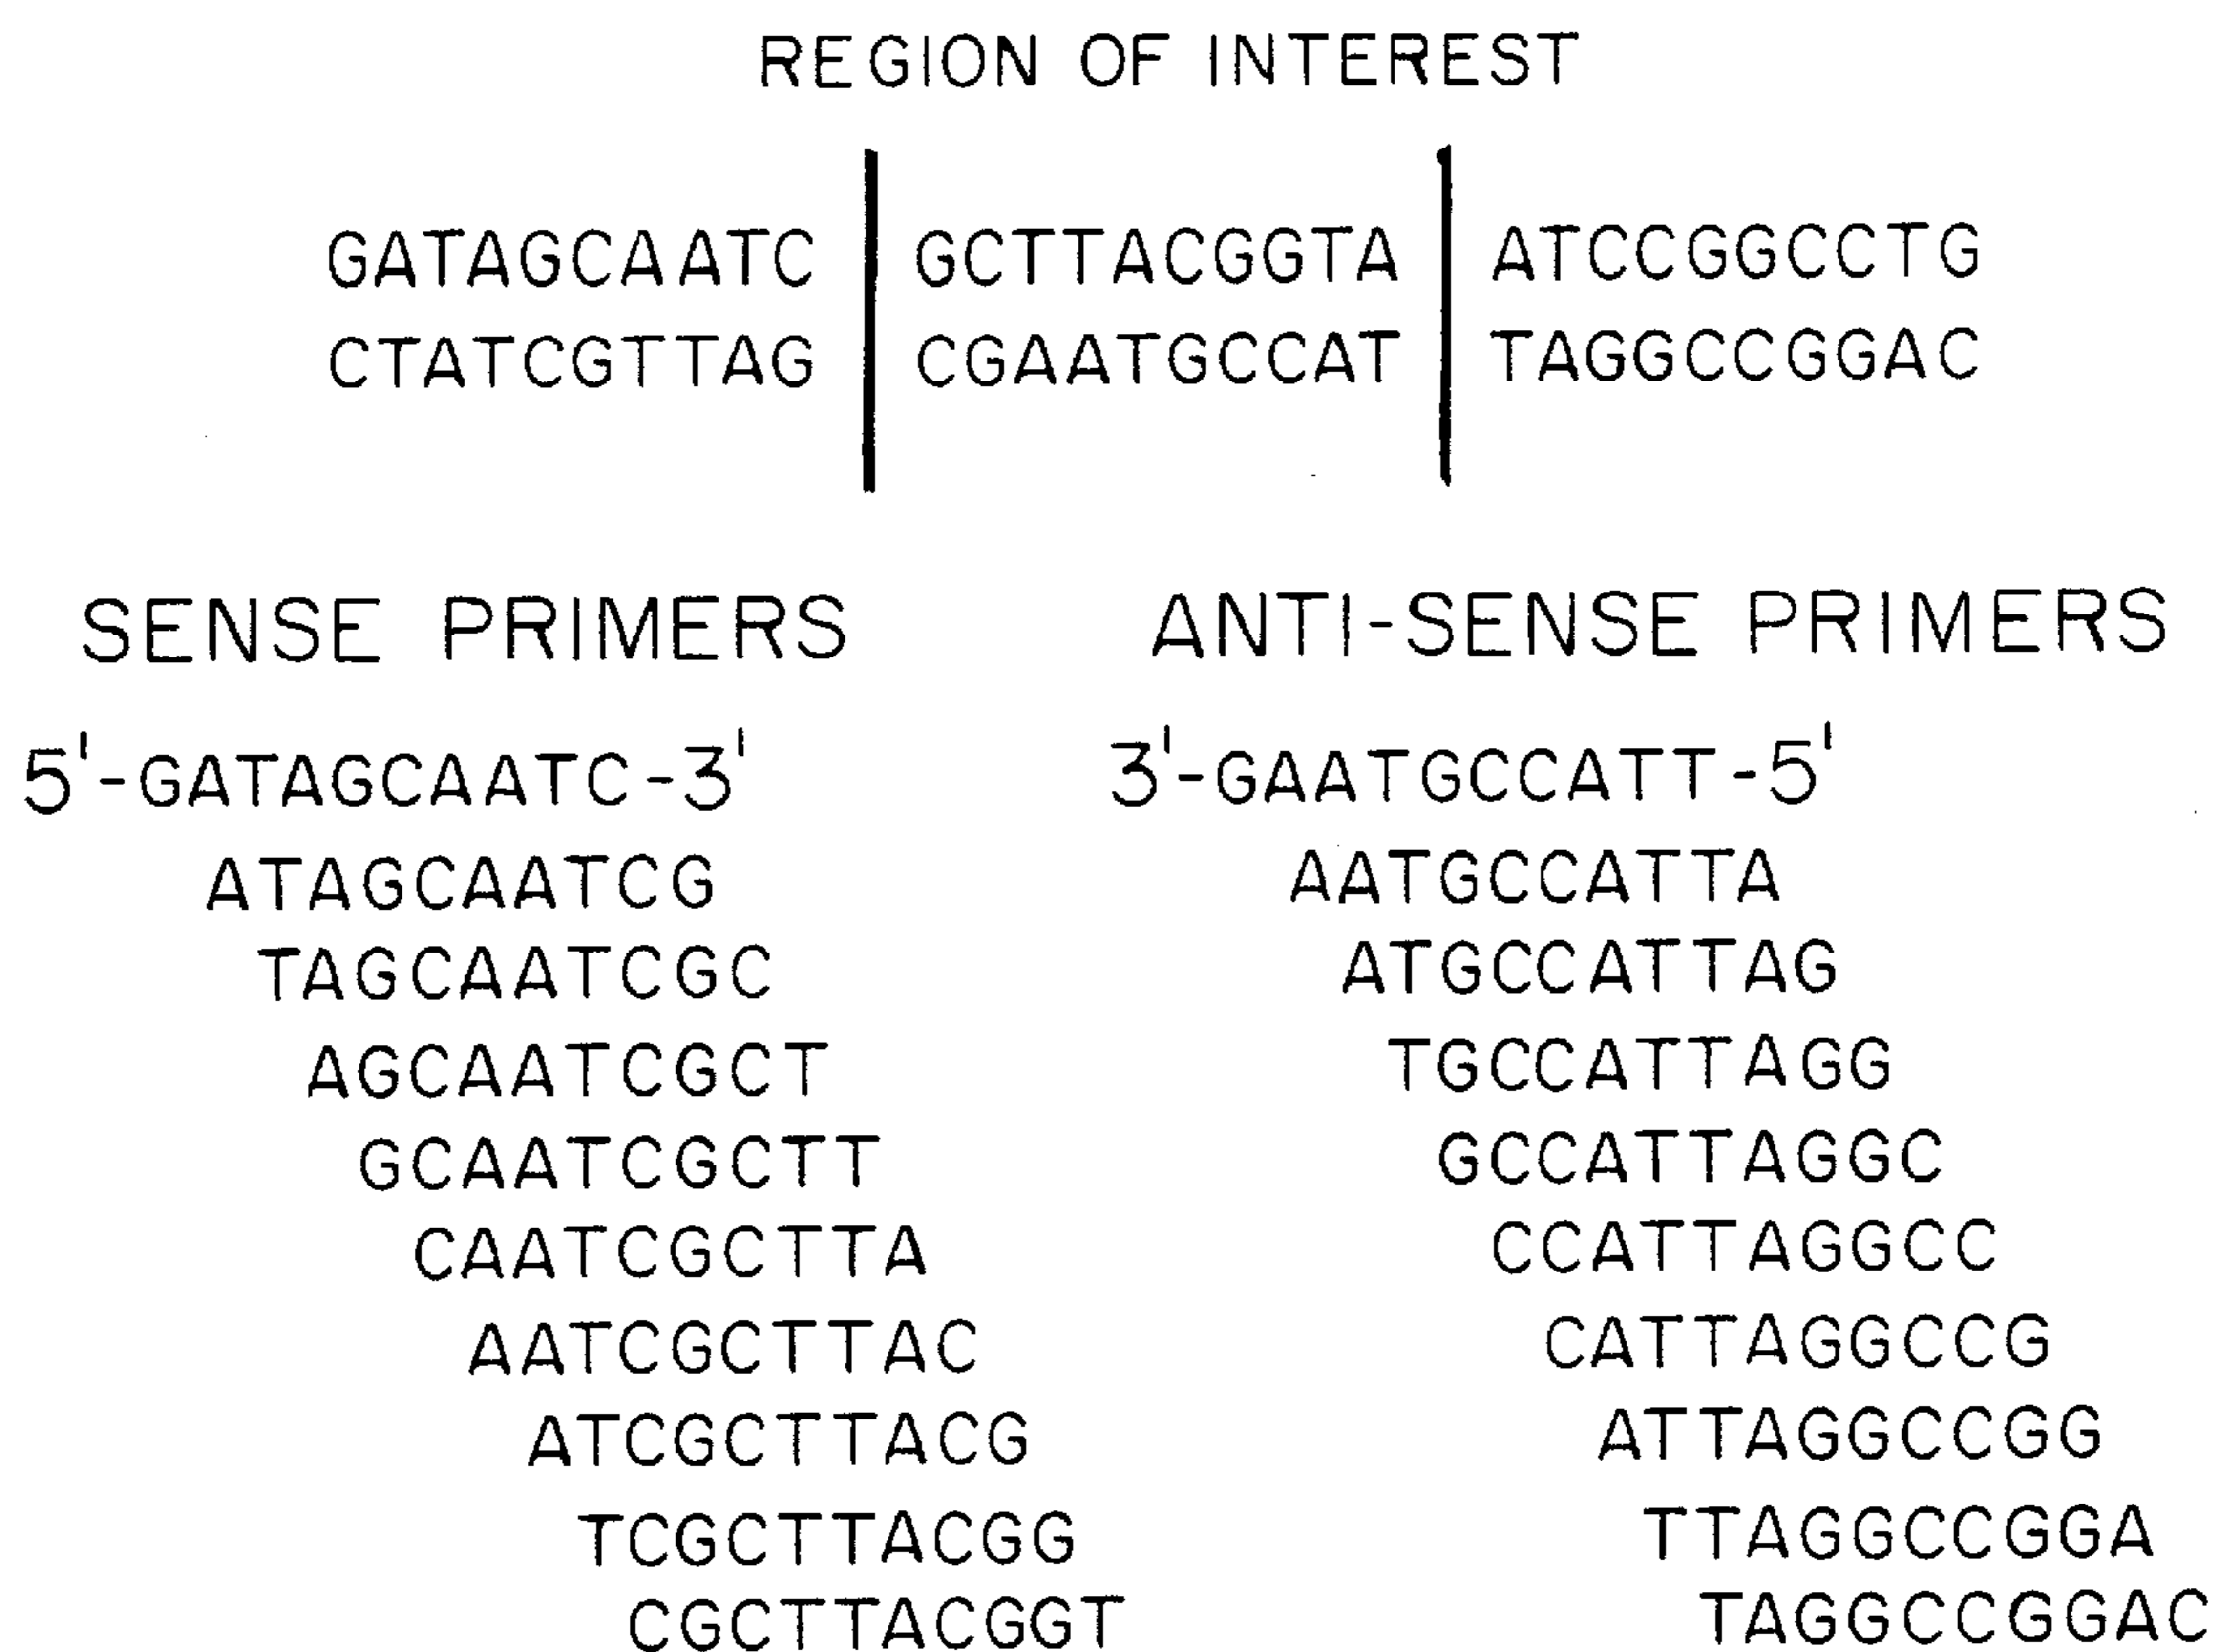 REGION OF INTEREST
GATAGCAATC GCTTACGGTA ATCCGGCCTG
CTATCGTTAG CGAATGCCAT TAGGCCGGAC
SENSE PRIMERS
5'-GATAGCAATC-3'
ATAGCAATCG
TAGCAATCGC
AGCAATCGCT
GCAATCGCTT
CAATCGCTTA
AATCGCTTAC
ATCGCTTACG
TCGCTTACGG
CGCTTACGGT
ANTI-SENSE PRIMERS
3'-GAATGCCATT-5'
AATGCCATTA
ATGCCATTAG
TGCCATTAGG
GCCATTAGGC
CCATTAGGCC
CATTAGGCCG
ATTAGGCCGG
TTAGGCCGGA
TAGGCCGGAC